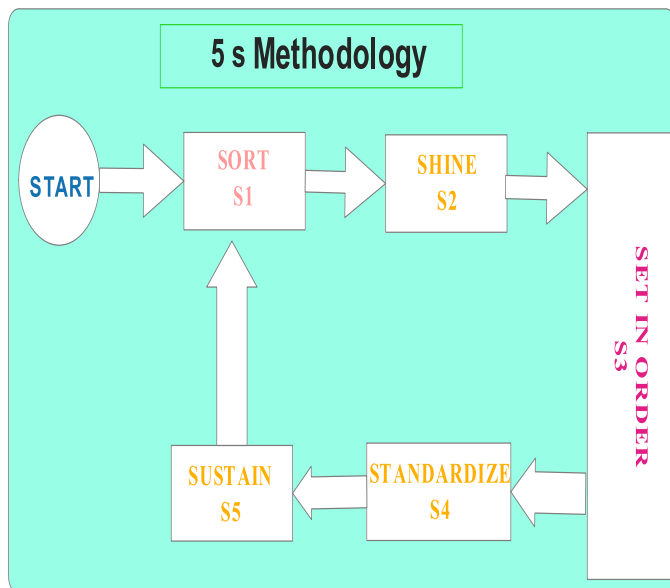 5 s Methodology
START
SORT
S1
SHINE
S2
SET IN ORDER
S3
STANDARDIZE
S4
SUSTAIN
S5